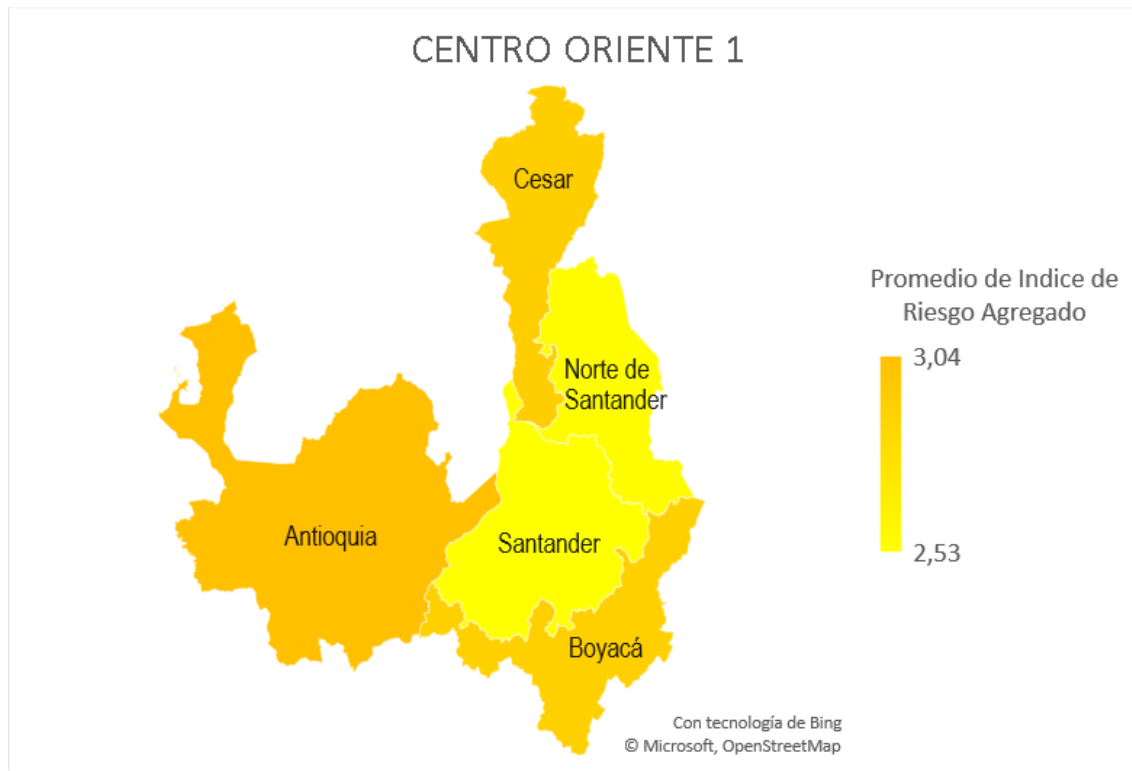 CENTRO ORIENTE 1
Cesar
Promedio de Indice de
Riesgo Agregado
3,04
Norte de
Santander
Antioquia
Santander
2,53
Boyacá
Con tecnología de Bing
© Microsoft, OpenStreetMap